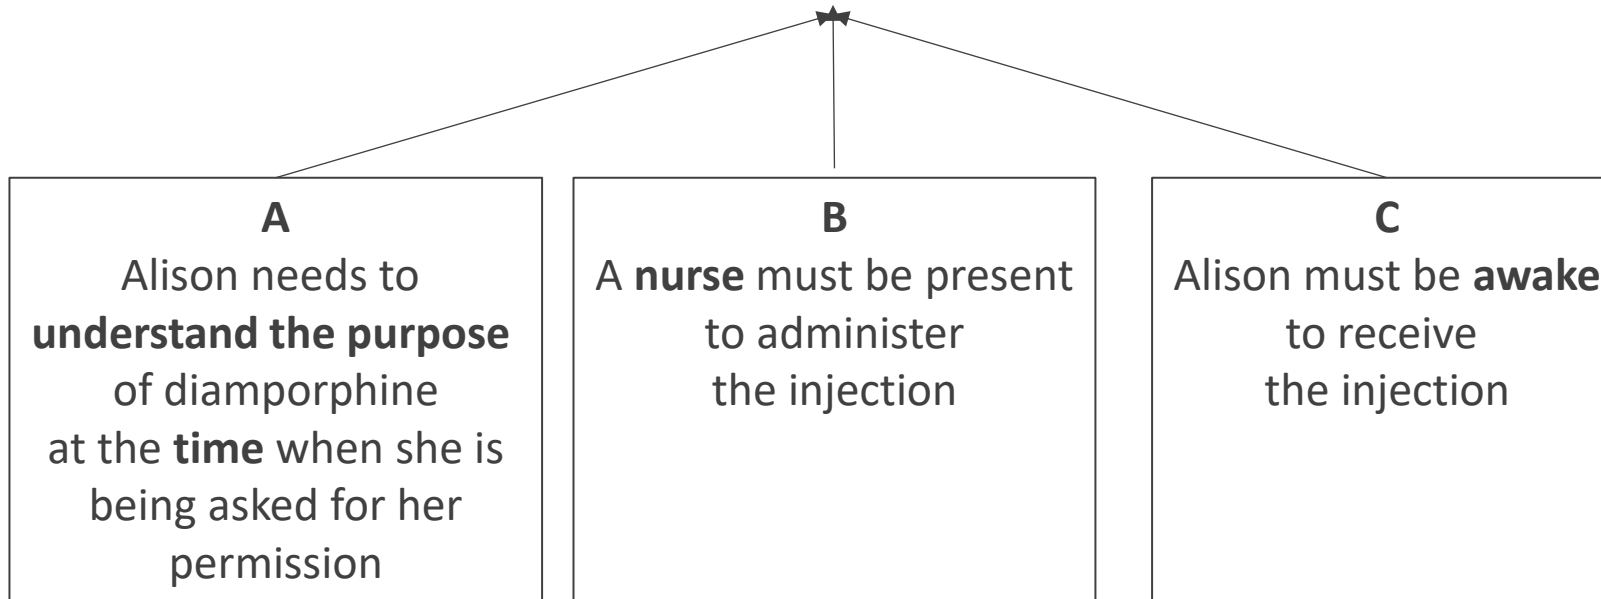 A
Alison needs to
understand the purpose
of diamporphine
at the time when she is
being asked for her
permission
B
A nurse must be present
to administer
the injection
C
Alison must be awake
to receive
the injection